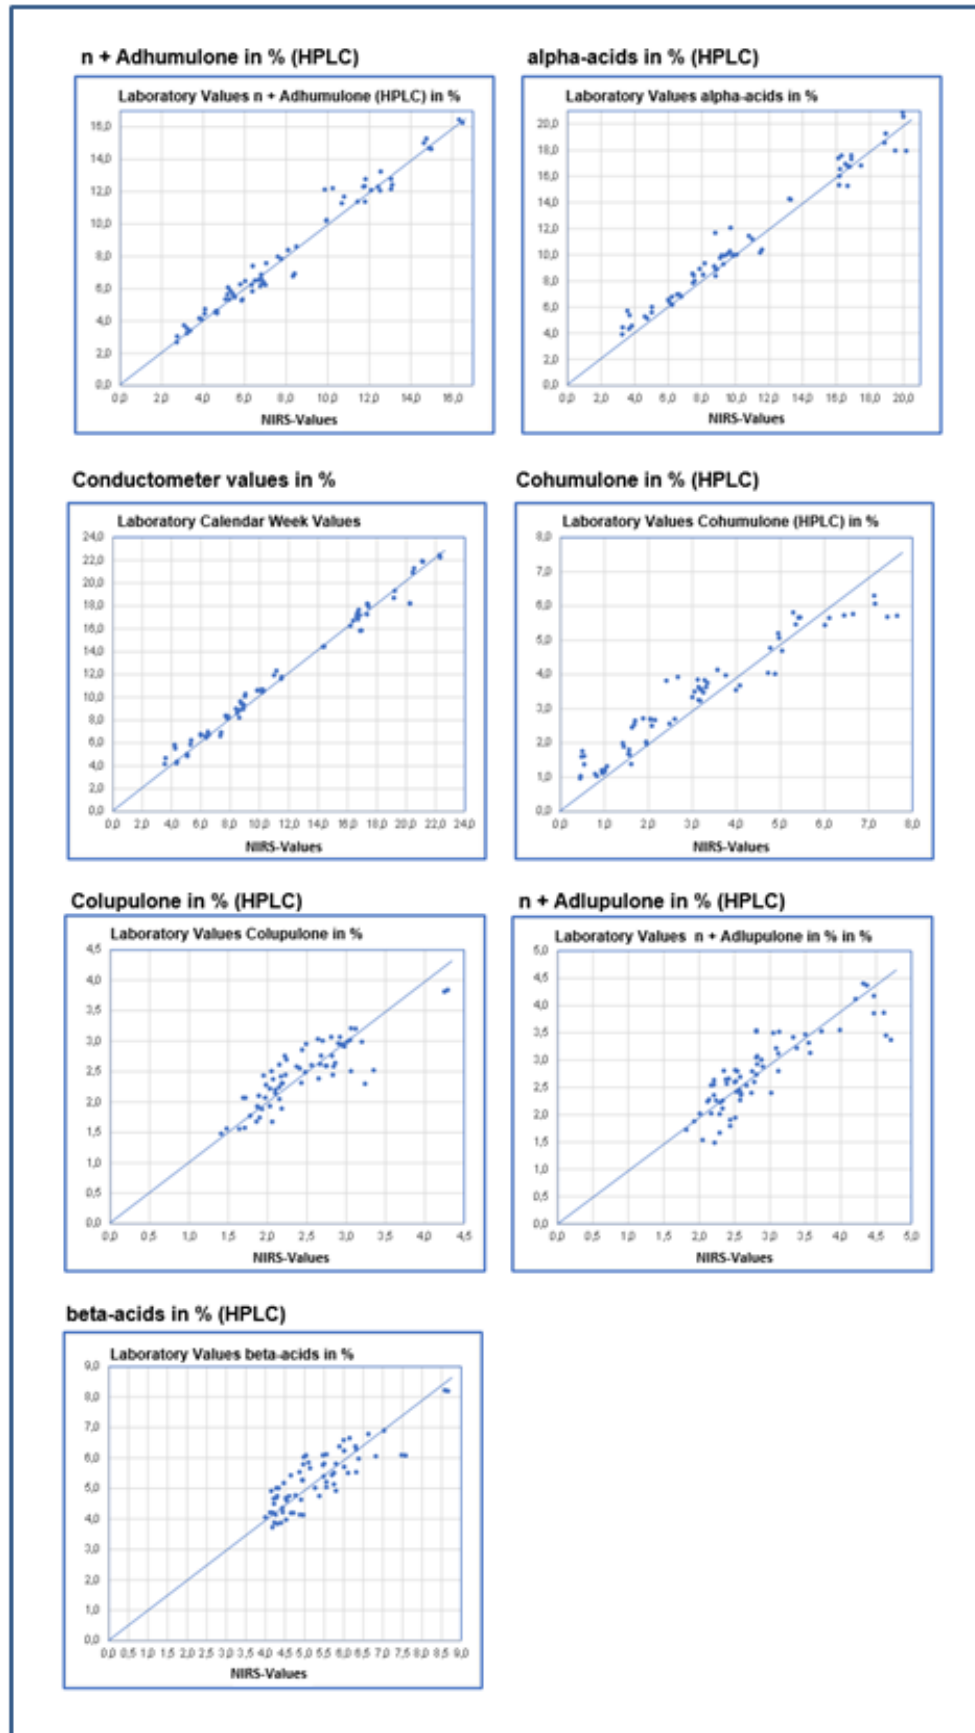 n + Adhumulone in % (HPLC)
Laboratory Values n + Adhumulone (HPLC) in %
16,0
14,0
12,0
10,0
8,0
6,0
4,0
2,0
0,0
0,0 2,0 4,0 6,0 8,0 10,0 12,0 14,0 16,0
NIRS-Values
alpha-acids in % (HPLC)
Laboratory Values alpha-acids in %
20,0
18,0
16,0
14,0
12,0
10,0
8,0
6,0
4,0
2,0
0,0
0,0 2,0 4,0 6,0 8,0 10,0 12,0 14,0 16,0 18,0 20,0
NIRS-Values
Conductometer values in %
Laboratory Calendar Week Values
24,0
22,0
20,0
18,0
16,0
14,0
12,0
10,0
8,0
6,0
4,0
2,0
0,0
0,0 2,0 4,0 6,0 8,0 10,0 12,0 14,0 16,0 18,0 20,0 22,0 24,0
NIRS-Values
Cohumulone in % (HPLC)
Laboratory Values Cohumulone (HPLC) in %
8,0
7,0
6,0
5,0
4,0
3,0
2,0
1,0
0,0
0,0 1,0 2,0 3,0 4,0 5,0 6,0 7,0 8,0
NIRS-Values
Colupulone in % (HPLC)
Laboratory Values Colupulone in %
4,5
4,0
3,5
3,0
2,5
2,0
1,5
1,0
0,5
0,0
0,0 0,5 1,0 1,5 2,0 2,5 3,0 3,5 4,0 4,5
NIRS-Values
n + Adlupulone in % (HPLC)
Laboratory Values n + Adlupulone in % in %
5,0
4,5
4,0
3,5
3,0
2,5
2,0
1,5
1,0
0,5
0,0
0,0 0,5 1,0 1,5 2,0 2,5 3,0 3,5 4,0 4,5 5,0
NIRS-Values
beta-acids in % (HPLC)
Laboratory Values beta-acids in %
9,0
8,0
7,0
6,0
5,0
4,0
3,0
2,0
1,0
0,0
0,0 0,5 1,0 1,5 2,0 2,5 3,0 3,5 4,0 4,5 5,0 5,5 6,0 6,5 7,0 7,5 8,0 8,5 9,0
NIRS-Values